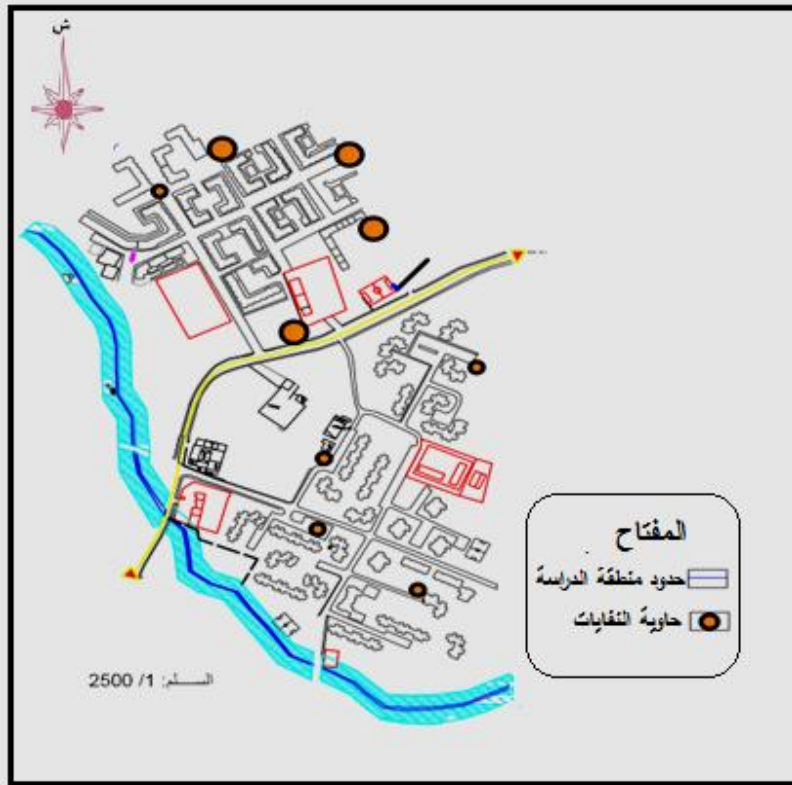 ش
المفتاح
حدود منطقة الدراسة
حاوية النفايات
السلم: 1/ 2500